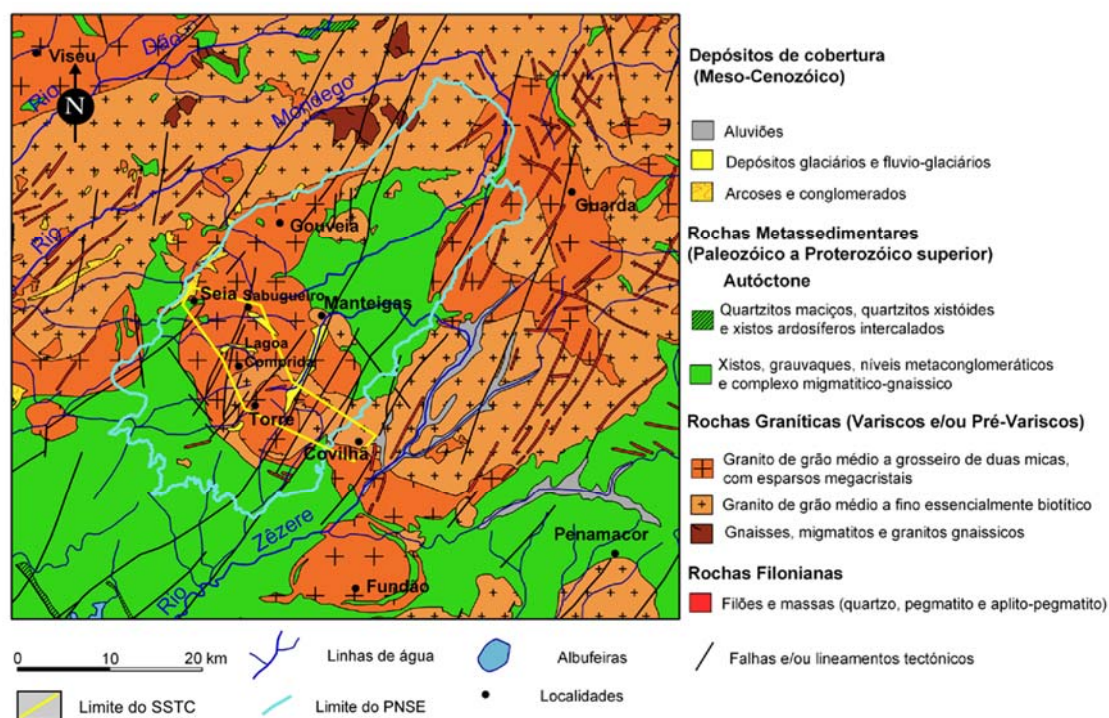 Viseu
Rio
Dão
N
Mondego
Rio
Gouveia
Guarda
Seia
Sabugueiro
Manteigas
Lagoa
Comprida
Torre
Covilhã
Zêzere
Rio
Fundão
Penamacor
Depósitos de cobertura
(Meso-Cenozóico)
Aluviões
Depósitos glaciários e fluvio-glaciários
Arcoses e conglomerados
Rochas Metassedimentares
(Paleozóico a Proterozóico superior)
Autóctone
Quartzitos maciços, quartzitos xistóides
e xistos ardosíferos intercalados
Xistos, grauvaques, níveis metaconglomeráticos
e complexo migmatitico-gnaissico
Rochas Graníticas (Variscos e/ou Pré-Variscos)
Granito de grão médio a grosseiro de duas micas,
com esparsos megacristais
Granito de grão médio a fino essencialmente biotítico
Gnaisses, migmatitos e granitos gnaissicos
Rochas Filonianas
Filões e massas (quartzo, pegmatito e aplito-pegmatito)
0 10 20 km
Linhas de água
Albufeiras
Falhas e/ou lineamentos tectónicos
Limite do SSTC
Limite do PNSE
Localidades